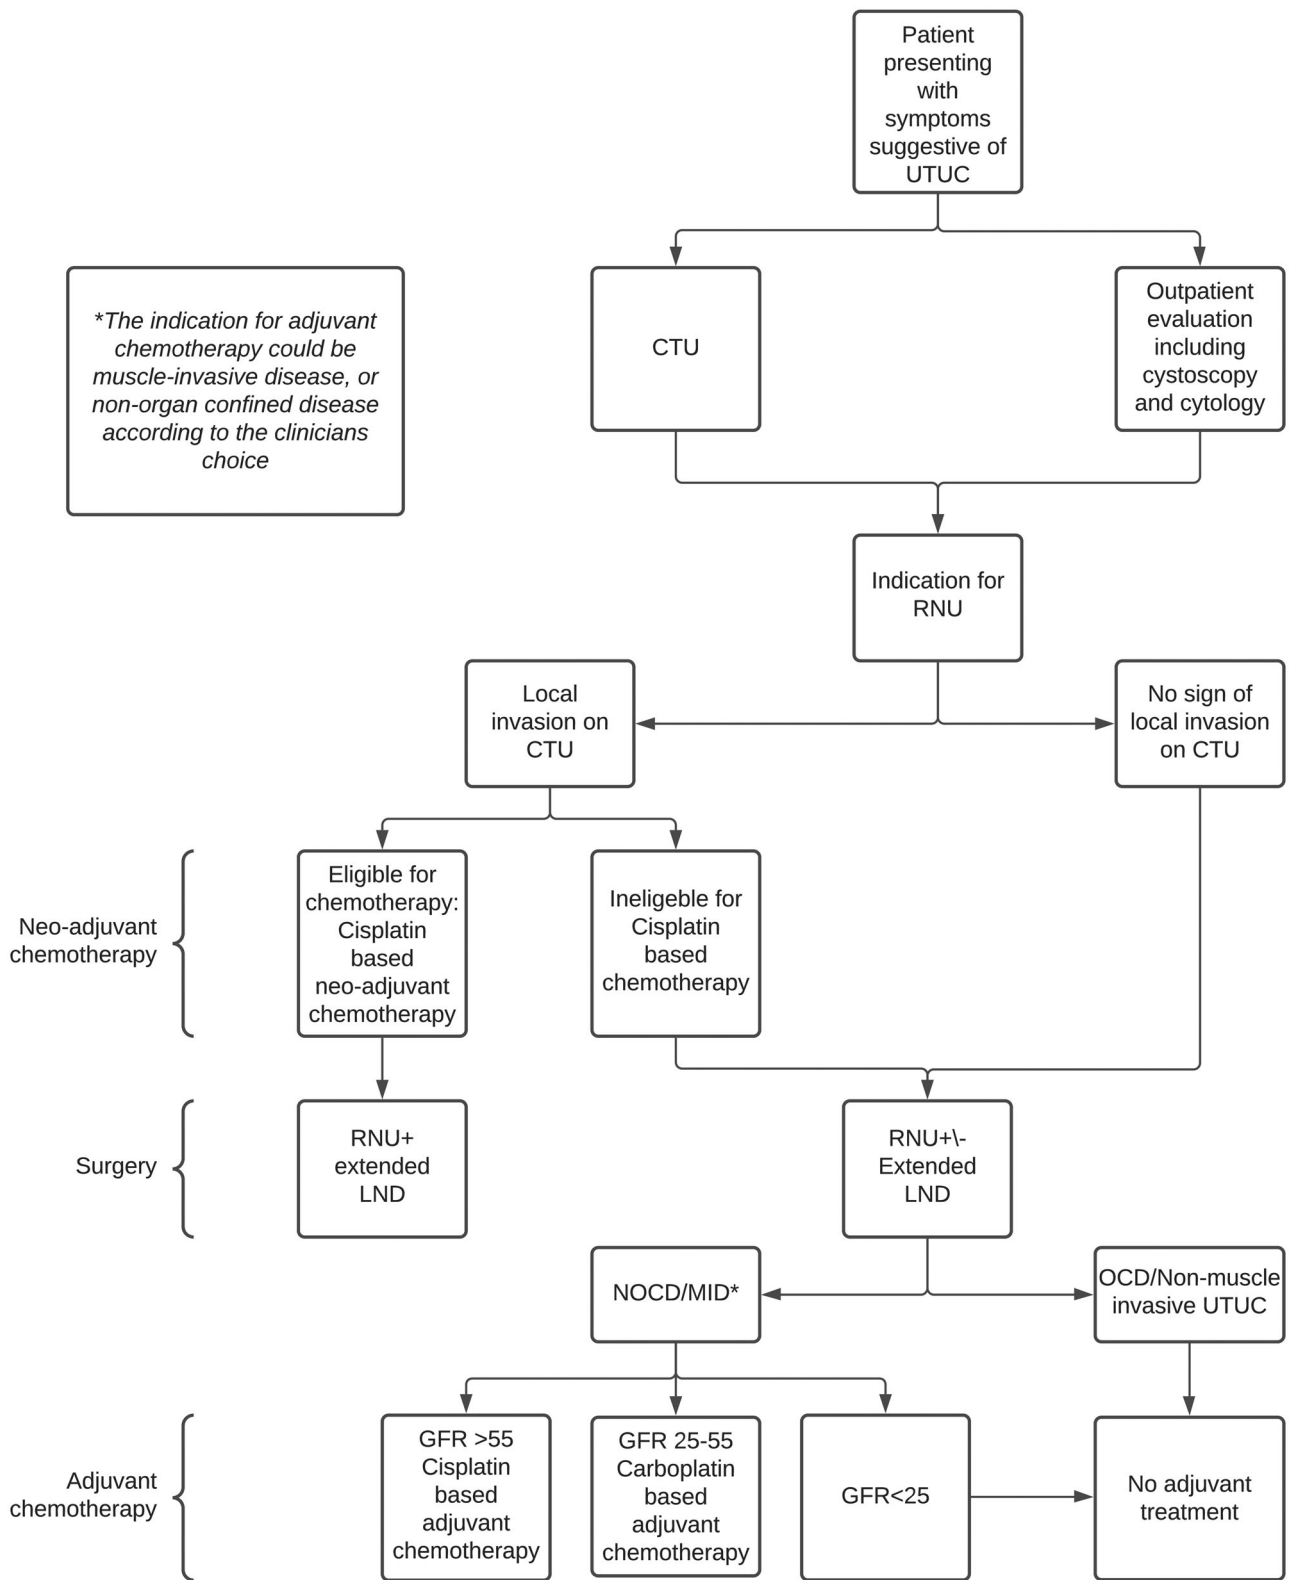 Patient
presenting
with
symptoms
suggestive of
UTUC
*The indication for adjuvant
chemotherapy could be
muscle-invasive disease, or
non-organ confined disease
according to the clinicians
choice
CTU
Outpatient
evaluation
including
cystoscopy
and cytology
Indication for
RNU
Local
invasion on
CTU
No sign of
local invasion
on CTU
Neo-adjuvant
chemotherapy
Eligible for
chemotherapy:
Cisplatin
based
neo-adjuvant
chemotherapy
Ineligeble for
Cisplatin
based
chemotherapy
Surgery
RNU+
extended
LND
RNU+\-
Extended
LND
NOCD/MID*
OCD/Non-muscle
invasive UTUC
Adjuvant
chemotherapy
GFR >55
Cisplatin
based
adjuvant
chemotherapy
GFR 25-55
Carboplatin
based
adjuvant
chemotherapy
GFR<25
No adjuvant
treatment